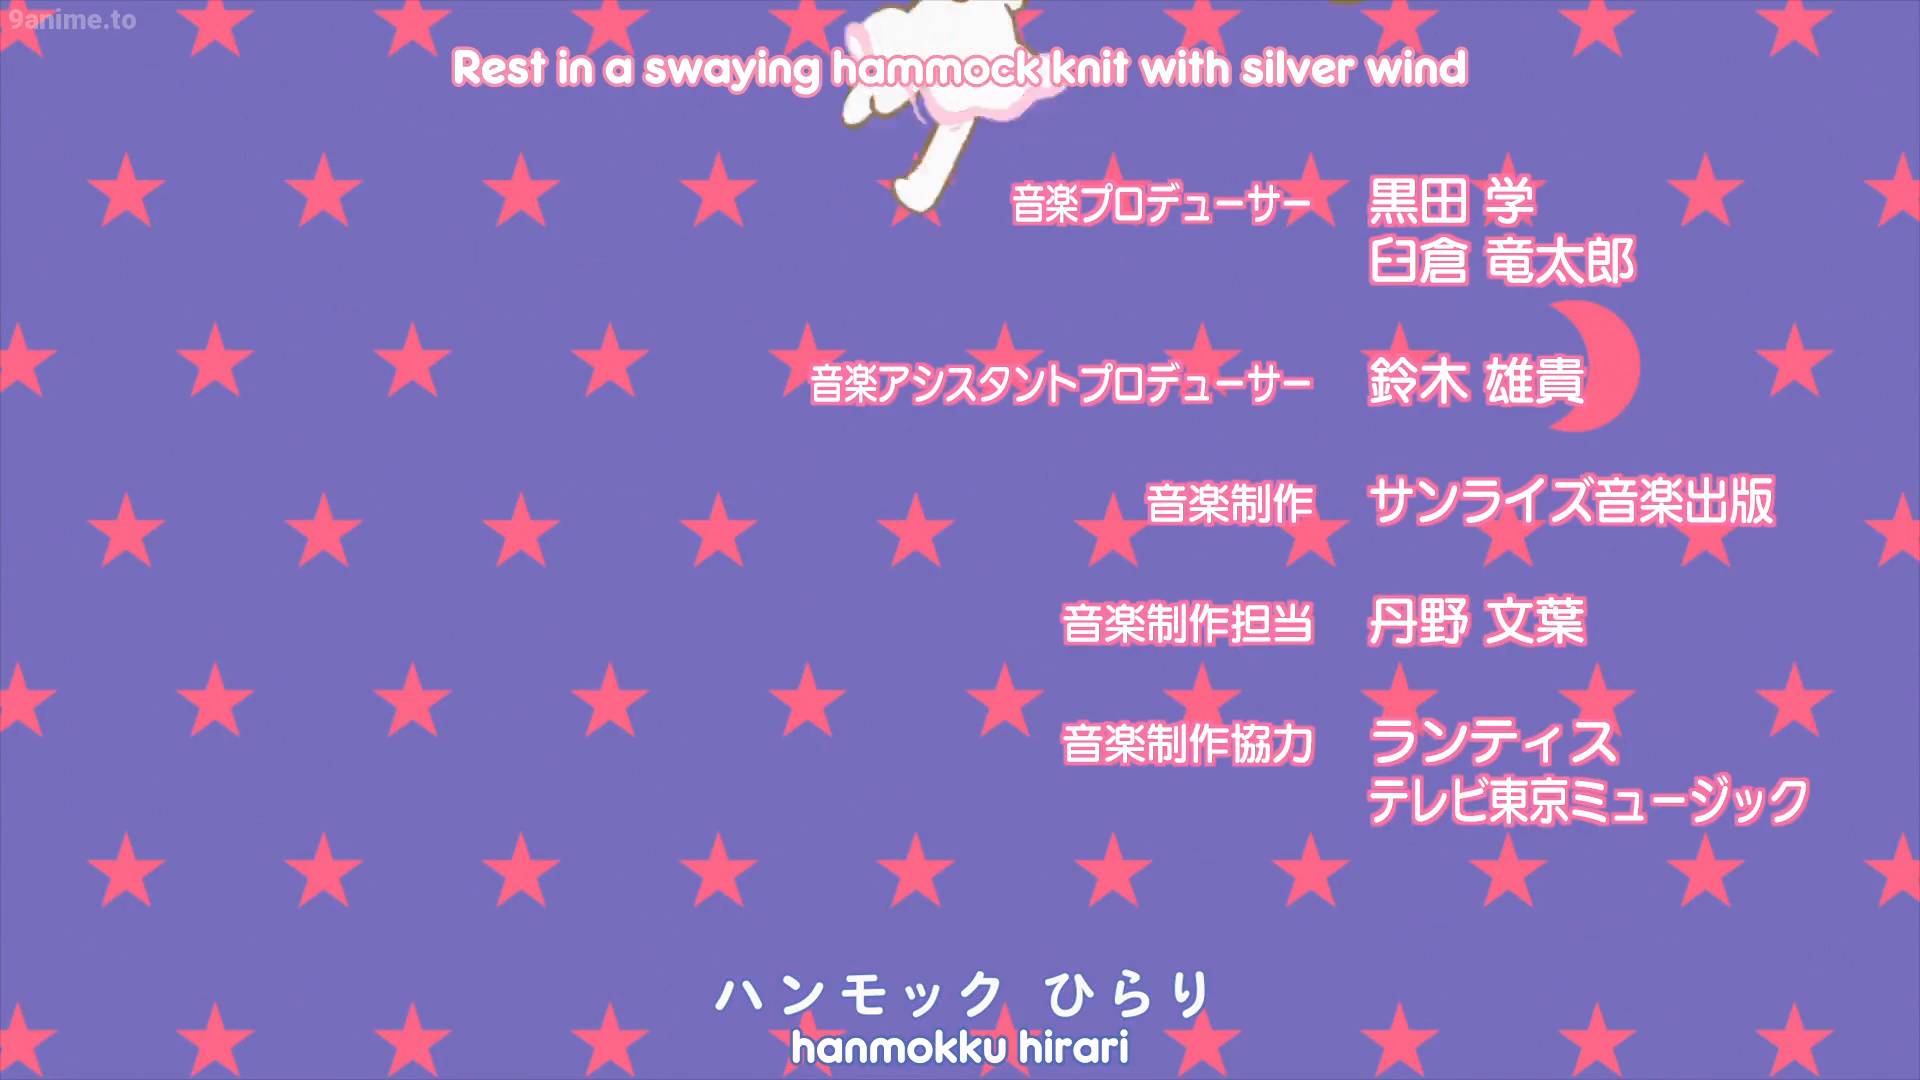 9anime.to
Rest in a swaying hammock knit with silver wind
音楽プロデューサー 黒田 学
臼倉 竜太郎
音楽アシスタントプロデューサー 鈴木 雄貴
音楽制作 サンライズ音楽出版
音楽制作担当 丹野 文葉
音楽制作協力 ランティス
テレビ東京ミュージック
ハンモック ひらり
hanmokku hirari